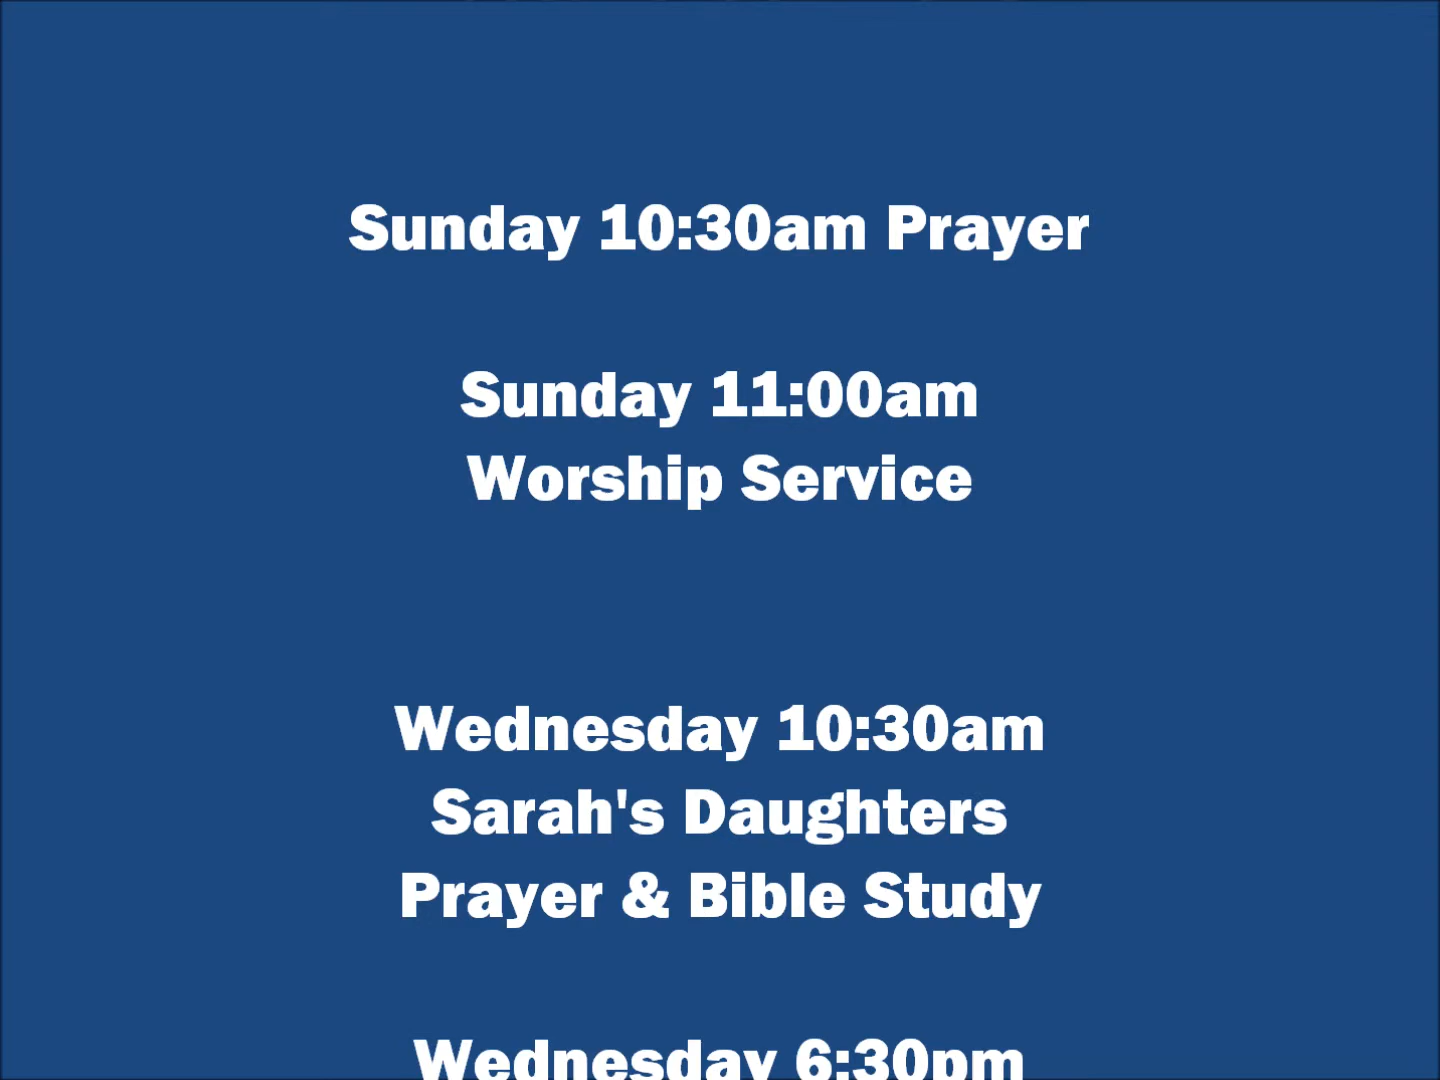 Sunday 10:30am Prayer
Sunday 11:00am
Worship Service
Wednesday 10:30am
Sarah's Daughters
Prayer & Bible Study
Wednesday 6:30pm